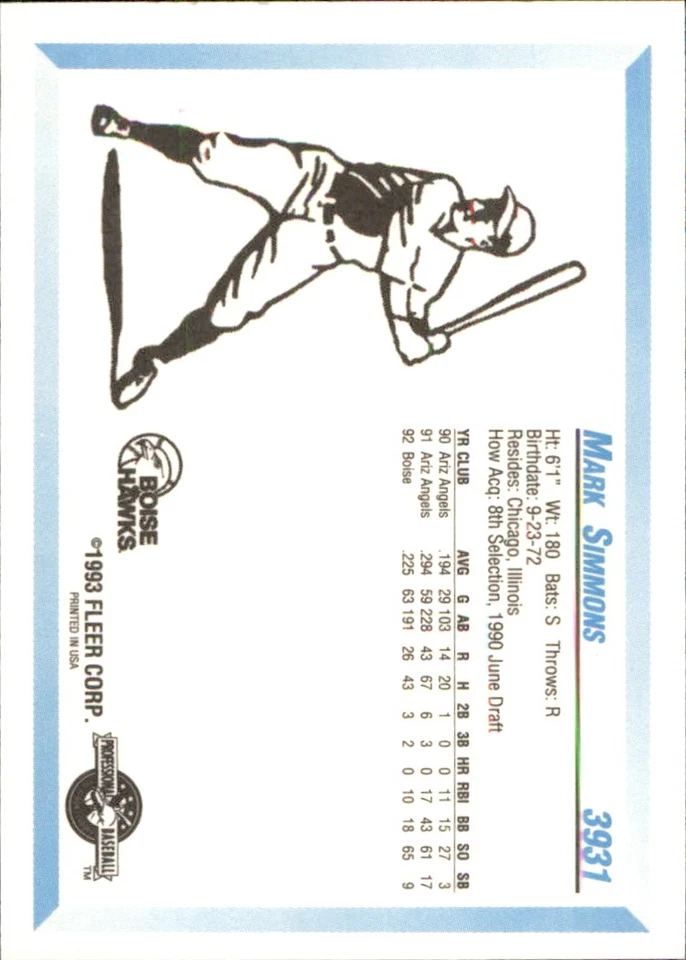 MARK SIMMONS 3931
Ht: 6'1" Wt: 180 Bats: S Throws: R
Birthdate: 9-23-72
Resides: Chicago, Illinois
How Acq: 8th Selection, 1990 June Draft
YR CLUB AVG G AB R H 2B 3B HR RBI BB SO SB
90 Ariz Angels .194 29 103 14 20 1 0 0 11 15 27 3
91 Ariz Angels .294 59 228 43 67 6 3 0 17 43 61 17
92 Boise .225 63 191 26 43 3 2 0 10 18 65 9
BOISE
HAWKS
©1993 FLEER CORP.
PRINTED IN USA
PROFESSIONAL
BASEBALL
TM